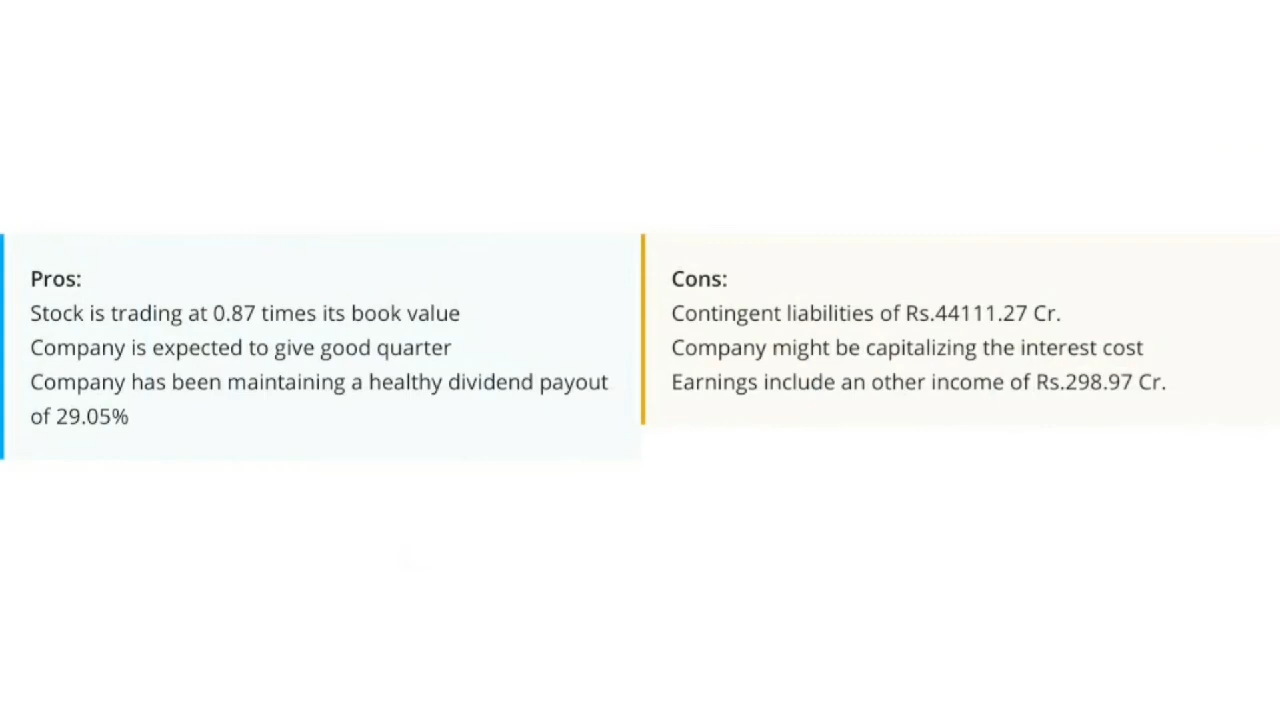 Pros:
Stock is trading at 0.87 times its book value
Company is expected to give good quarter
Company has been maintaining a healthy dividend payout
of 29.05%
Cons:
Contingent liabilities of Rs.44111.27 Cr.
Company might be capitalizing the interest cost
Earnings include an other income of Rs.298.97 Cr.